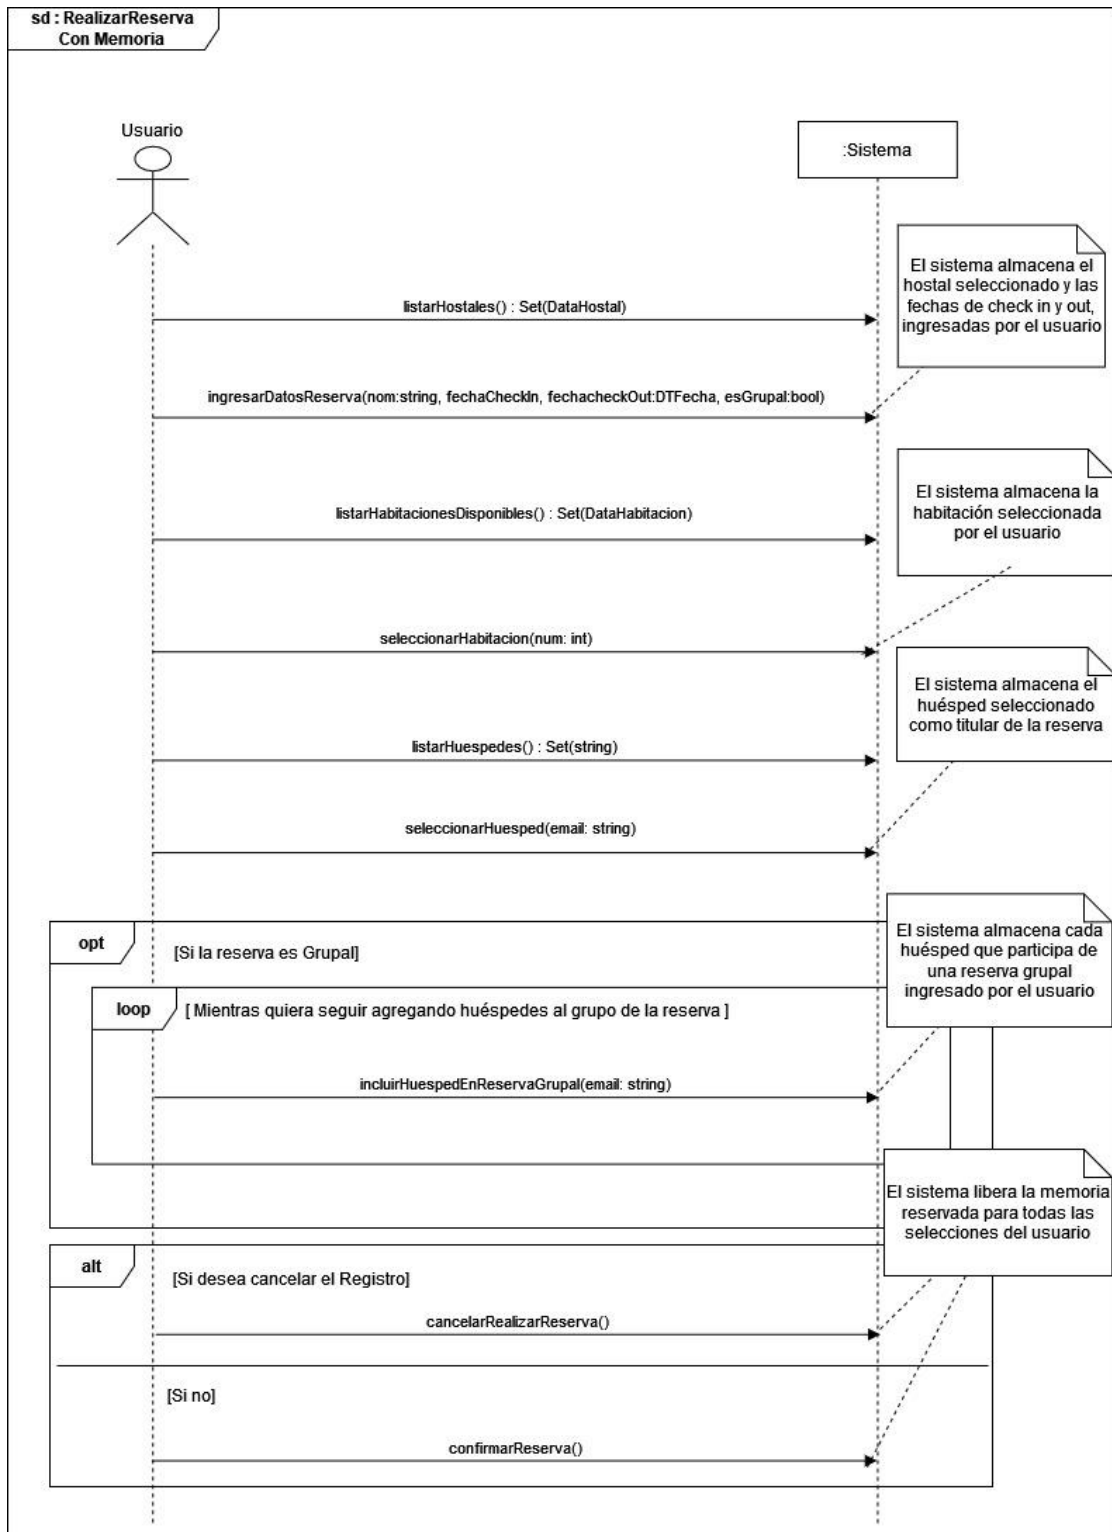 sd : RealizarReserva
Con Memoria
Usuario
:Sistema
El sistema almacena el
hostal seleccionado y las
fechas de check in y out,
ingresadas por el usuario
listarHostales() : Set(DataHostal)
ingresarDatosReserva(nom:string, fechaCheckIn, fechacheckOut:DTFecha, esGrupal:bool)
El sistema almacena la
habitación seleccionada
por el usuario
listarHabitacionesDisponibles() : Set(DataHabitacion)
seleccionarHabitacion(num: int)
El sistema almacena el
huésped seleccionado
como titular de la reserva
listarHuespedes() : Set(string)
seleccionarHuesped(email: string)
opt
[Si la reserva es Grupal]
El sistema almacena cada
huésped que participa de
una reserva grupal
ingresado por el usuario
loop
[ Mientras quiera seguir agregando huéspedes al grupo de la reserva ]
incluirHuespedEnReservaGrupal(email: string)
El sistema libera la memoria
reservada para todas las
selecciones del usuario
alt
[Si desea cancelar el Registro]
cancelarRealizarReserva()
[Si no]
confirmarReserva()